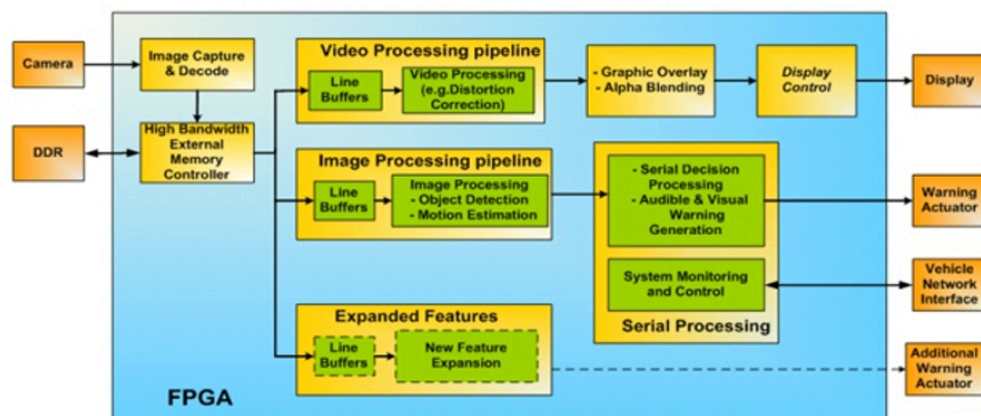 Camera
Image Capture
& Decode
DDR
High Bandwidth
External
Memory
Controller
Video Processing pipeline
Line
Buffers
Video Processing
(e.g.Distortion
Correction)
- Graphic Overlay
- Alpha Blending
Display
Control
Display
Image Processing pipeline
Line
Buffers
Image Processing
- Object Detection
- Motion Estimation
- Serial Decision
Processing
- Audible & Visual
Warning
Generation
Warning
Actuator
System Monitoring
and Control
Serial Processing
Vehicle
Network
Interface
Expanded Features
Line
Buffers
New Feature
Expansion
Additional
Warning
Actuator
FPGA